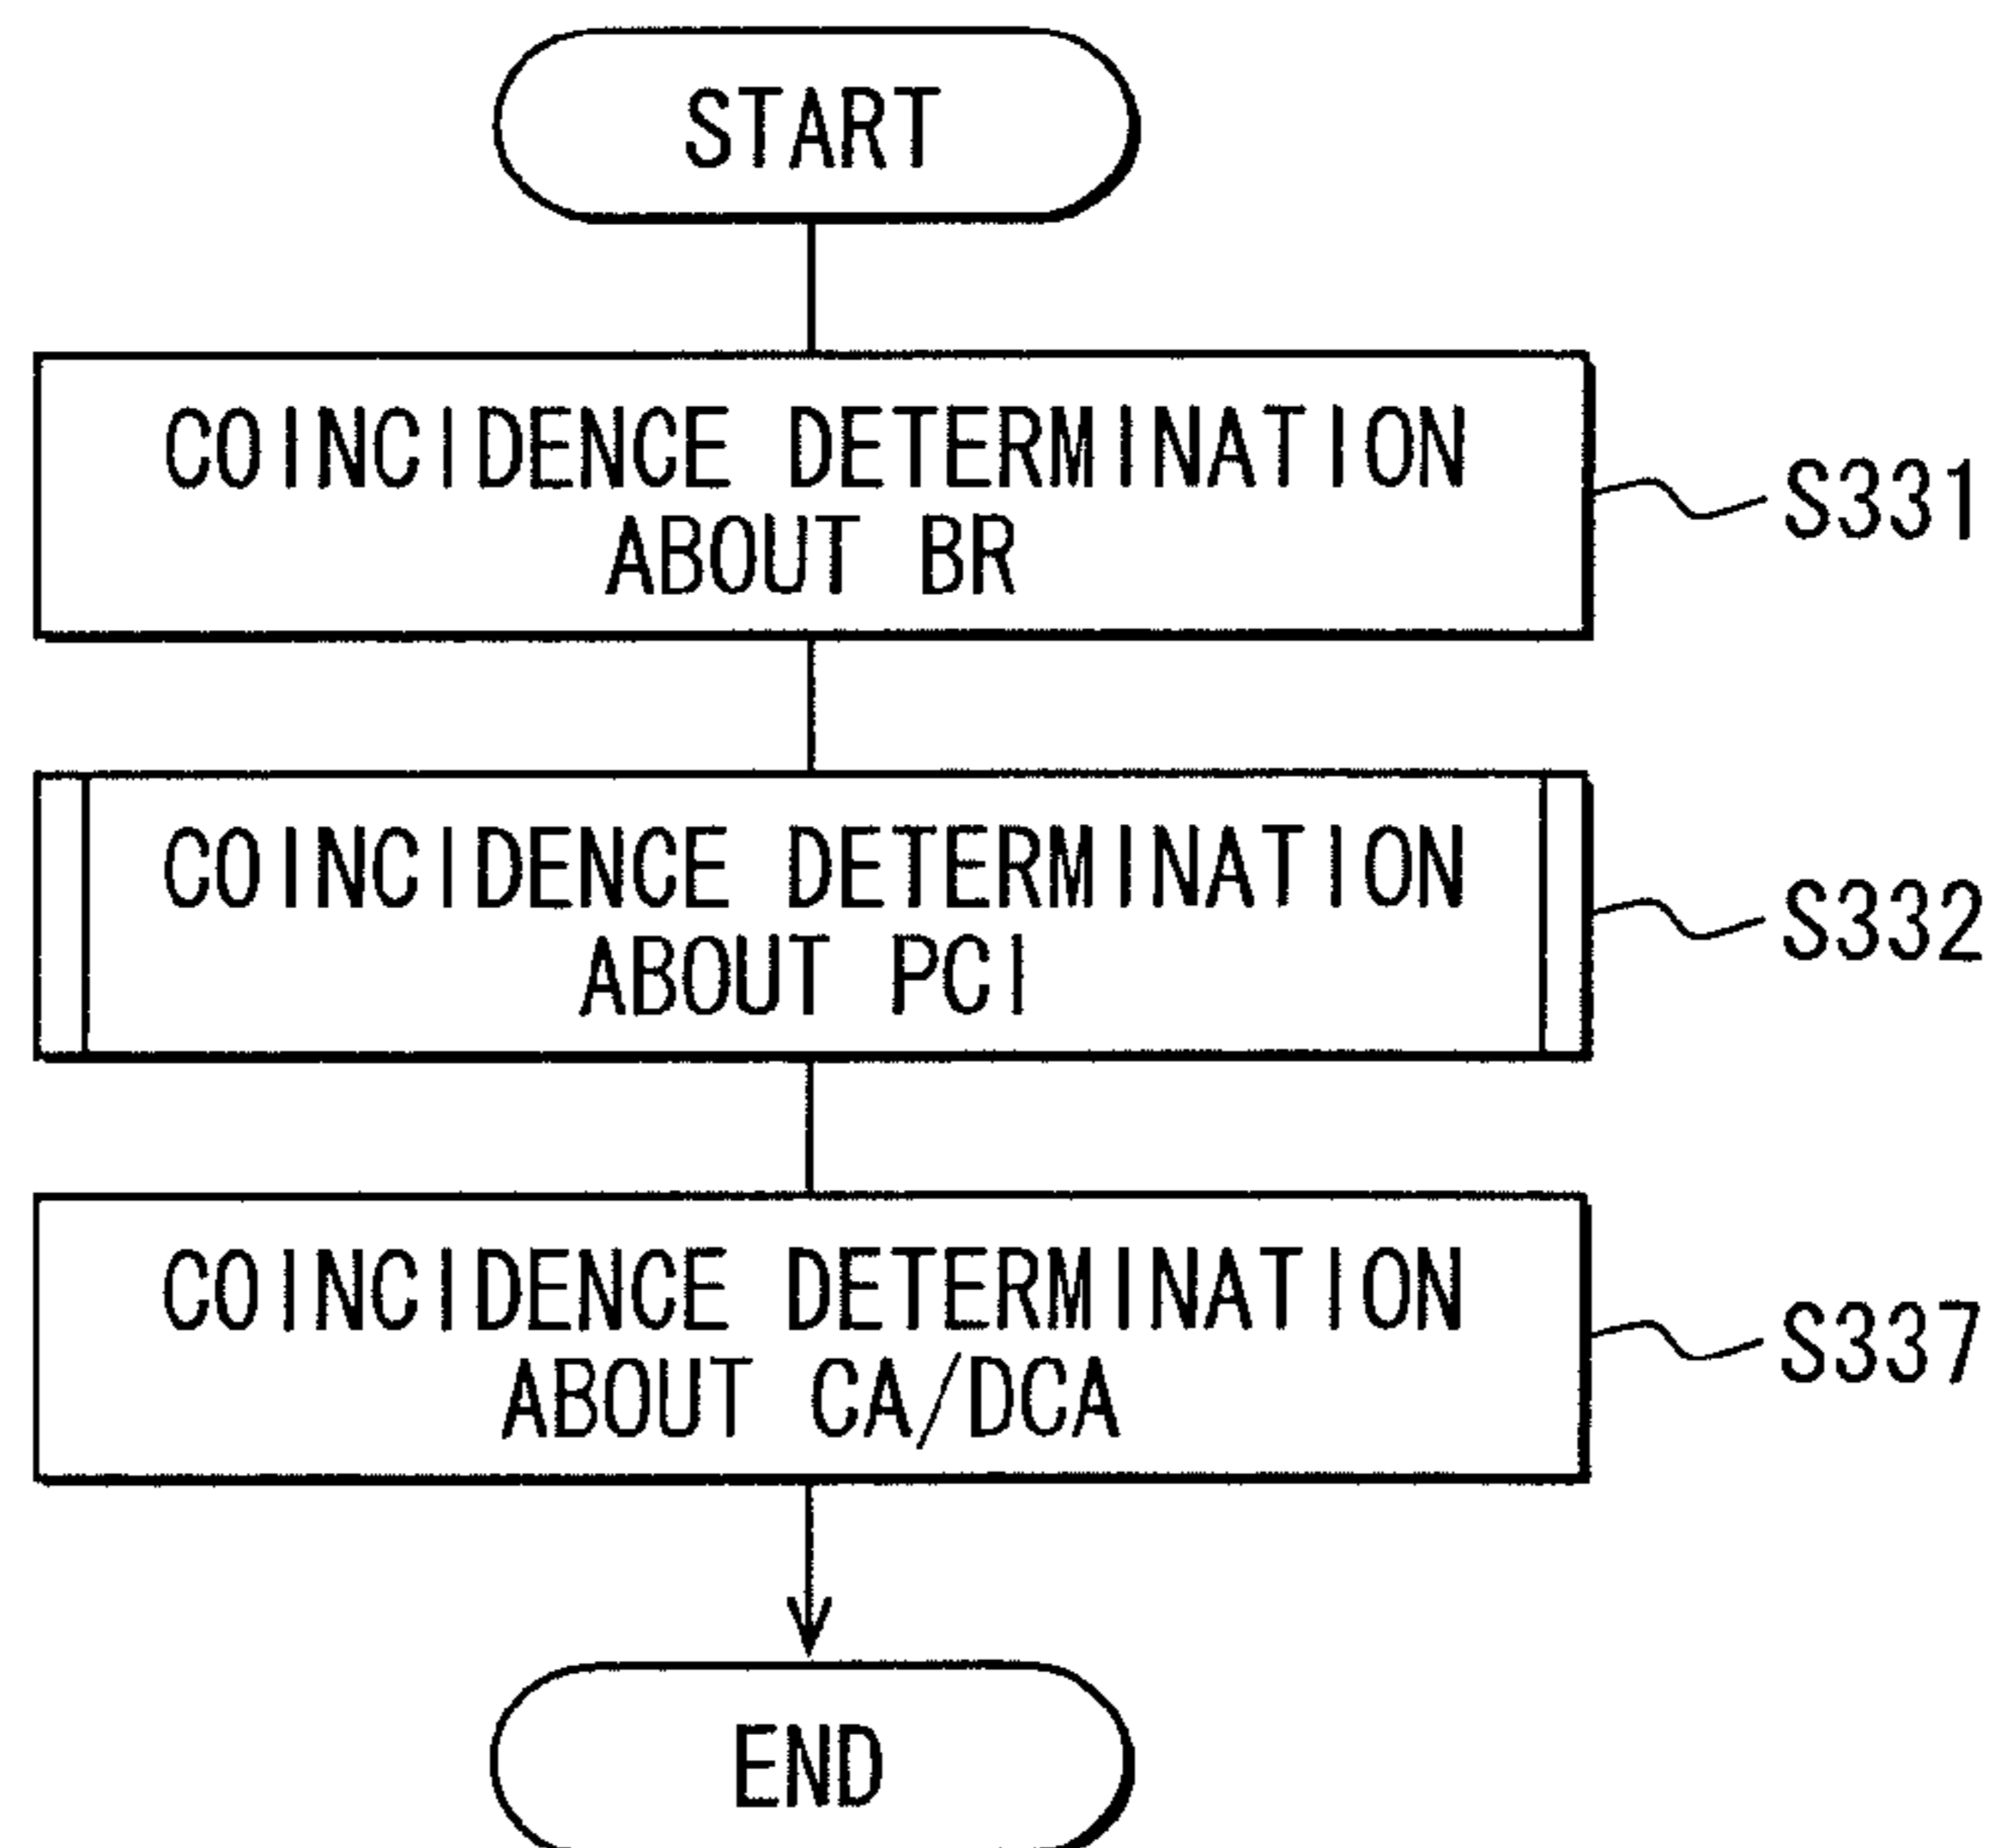 START
COINCIDENCE DETERMINATION
ABOUT BR
S331
COINCIDENCE DETERMINATION
ABOUT PCI
S332
COINCIDENCE DETERMINATION
ABOUT CA/DCA
S337
END